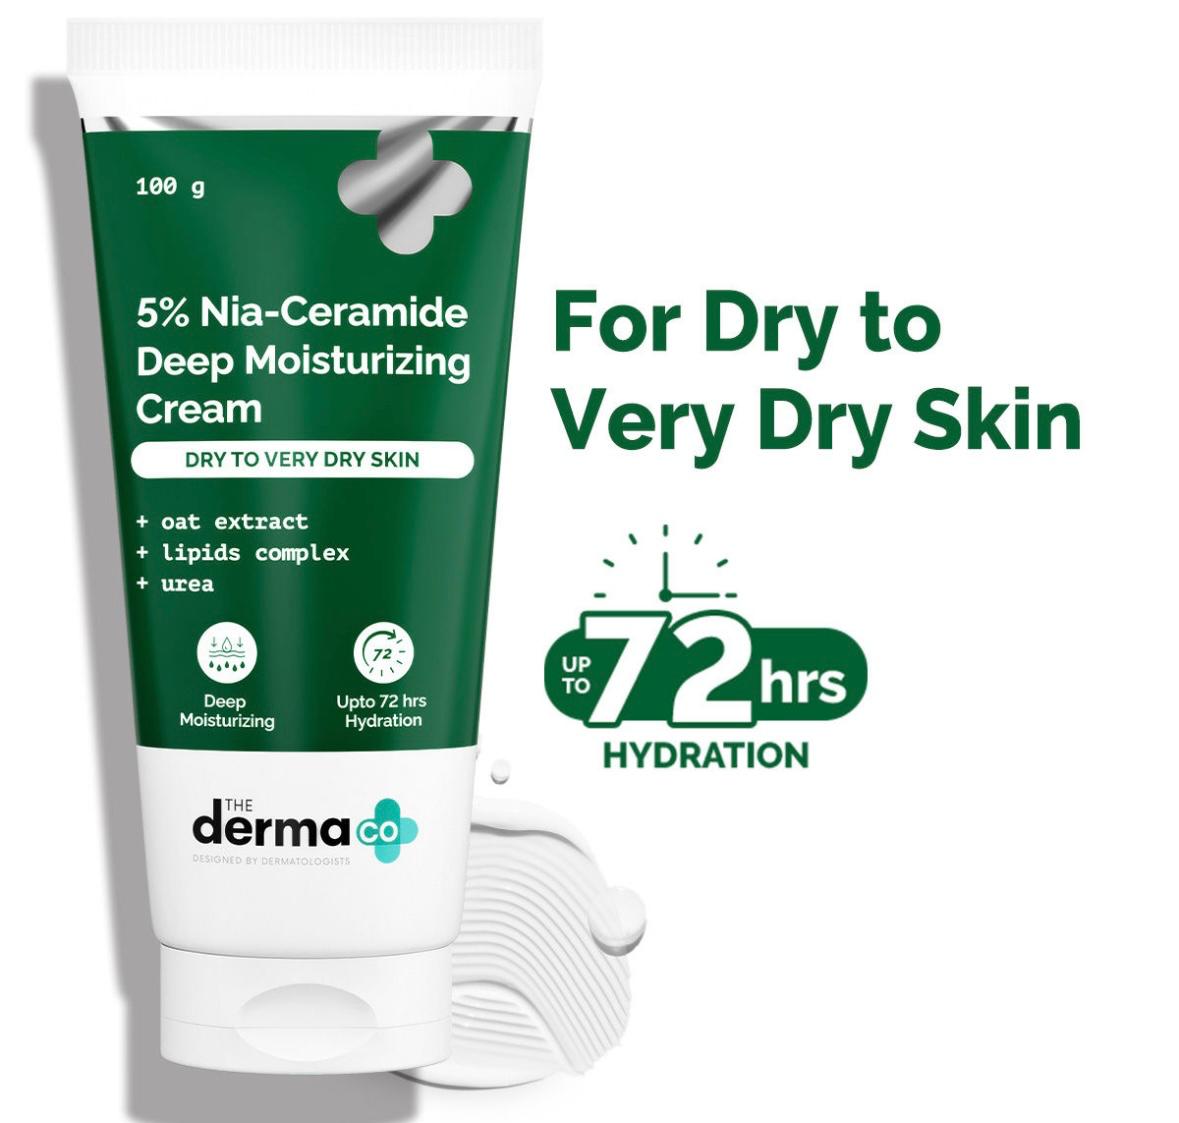 100 g
5% Nia-Ceramide
Deep Moisturizing
Cream
DRY TO VERY DRY SKIN
+ oat extract
+ lipids complex
+ urea
72
Deep
Moisturizing
Upto 72 hrs
Hydration
THE
derma co
DESIGNED BY DERMATOLOGISTS
For Dry to
Very Dry Skin
UP TO 72 hrs
HYDRATION